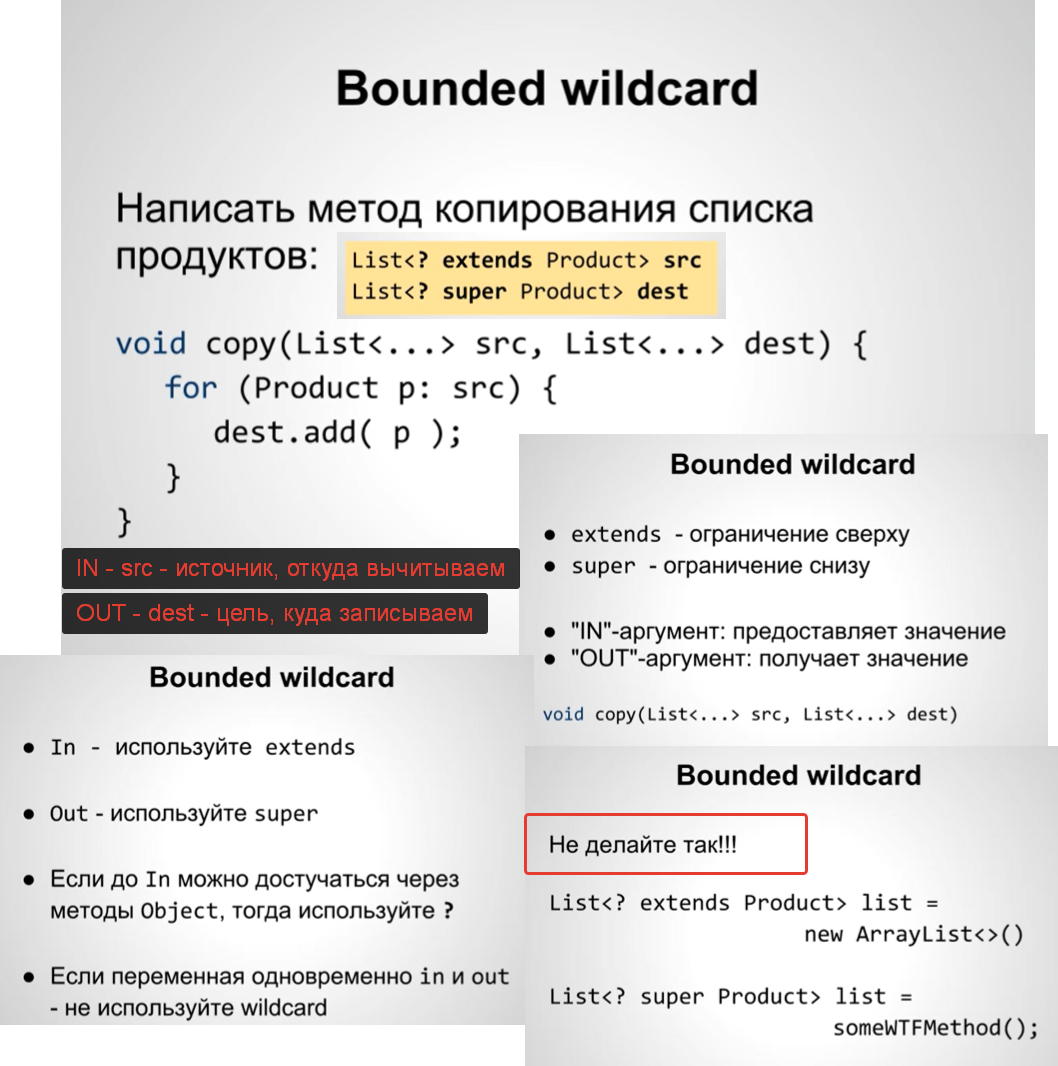 Bounded wildcard
Написать метод копирования списка
продуктов:
List<? extends Product> src
List<? super Product> dest
void copy(List<...> src, List<...> dest) {
for (Product p: src) {
dest.add( p );
}
}
IN - src - источник, откуда вычитываем
OUT - dest - цель, куда записываем
Bounded wildcard
● extends - ограничение сверху
● super - ограничение снизу
● "IN"-аргумент: предоставляет значение
● "OUT"-аргумент: получает значение
void copy(List<...> src, List<...> dest)
Bounded wildcard
● In - используйте extends
● Out - используйте super
● Если до In можно достучаться через
методы Object, тогда используйте ?
● Если переменная одновременно in и out
- не используйте wildcard
Bounded wildcard
Не делайте так!!!
List<? extends Product> list =
new ArrayList<>()
List<? super Product> list =
someWTFMethod();